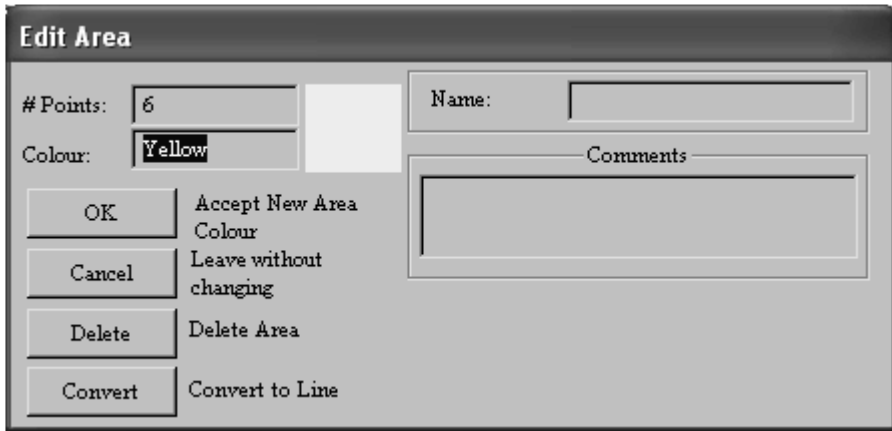 Edit Area
# Points: 6
Colour: Yellow
OK Accept New Area
Colour
Cancel Leave without
changing
Delete Delete Area
Convert Convert to Line
Name:
Comments